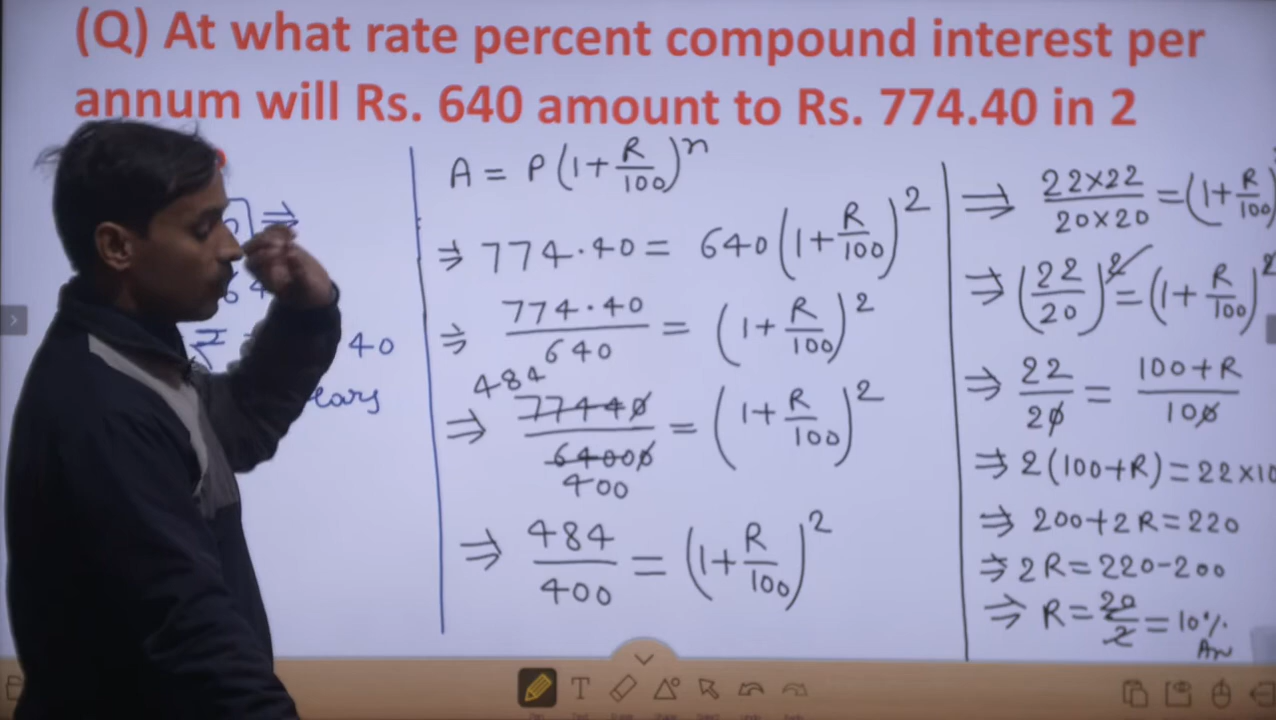 (Q) At what rate percent compound interest per
annum will Rs. 640 amount to Rs. 774.40 in 2
⇒
64
₹ 40
ears
A = P(1+R/100)^n
⇒ 774.40 = 640(1+R/100)^2
⇒ 774.40/640 = (1+R/100)^2
484
⇒ 77440/64000 = (1+R/100)^2
400
⇒ 484/400 = (1+R/100)^2
⇒ 22×22/20×20 = (1+R/100)
⇒ (22/20)^2 = (1+R/100)^2
⇒ 22/20 = 100+R/100
⇒ 2(100+R) = 22×10
⇒ 200+2R = 220
⇒ 2R = 220-200
⇒ R = 20/2 = 10%
An